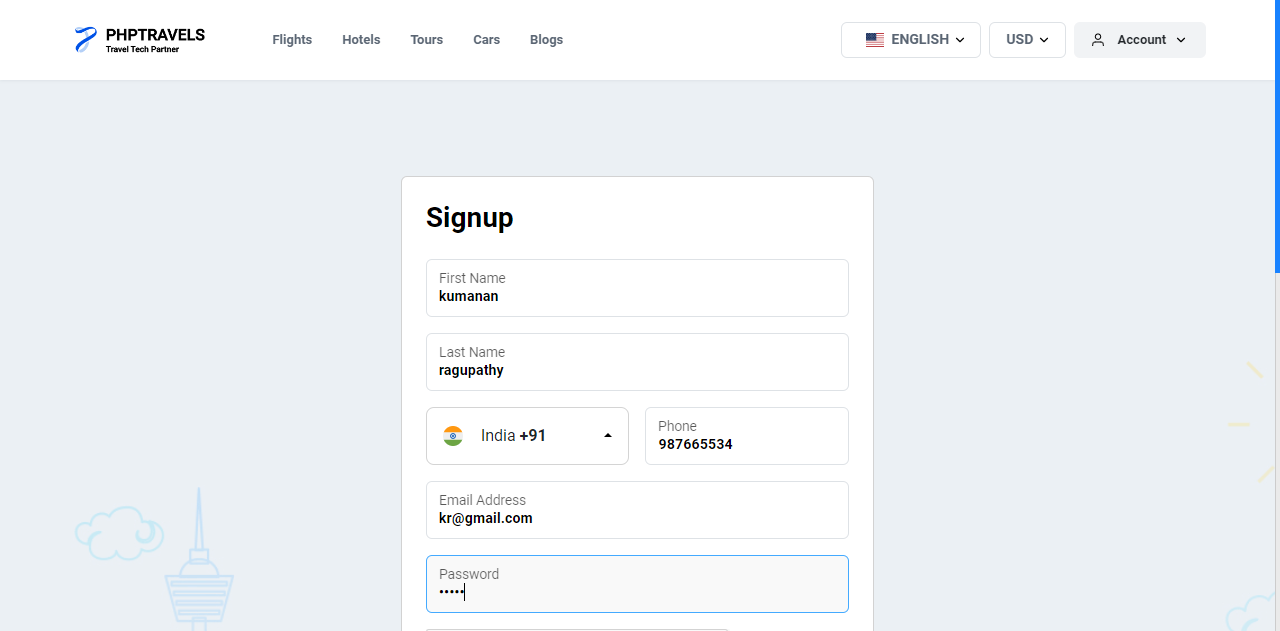 PHPTRAVELS
Travel Tech Partner
Flights Hotels Tours Cars Blogs
ENGLISH
USD
Account
Signup
First Name
kumanan
Last Name
ragupathy
India +91
Phone
987665534
Email Address
kr@gmail.com
Password
•••••